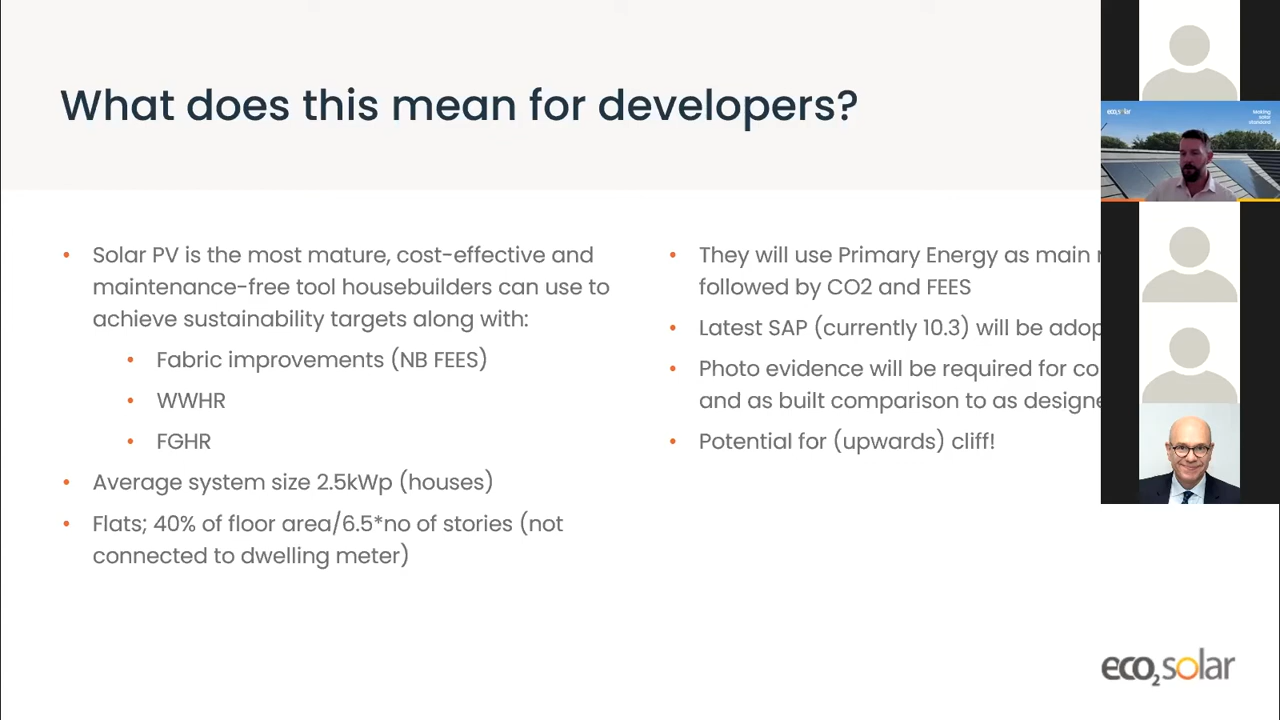 What does this mean for developers?
• Solar PV is the most mature, cost-effective and
maintenance-free tool housebuilders can use to
achieve sustainability targets along with:
• Fabric improvements (NB FEES)
• WWHR
• FGHR
• Average system size 2.5kWp (houses)
• Flats; 40% of floor area/6.5*no of stories (not
connected to dwelling meter)
• They will use Primary Energy as main
followed by CO2 and FEES
• Latest SAP (currently 10.3) will be
• Photo evidence will be required for
and as built comparison to as
• Potential for (upwards) cliff!
eco2solar
Making
solar
standard
eco2solar